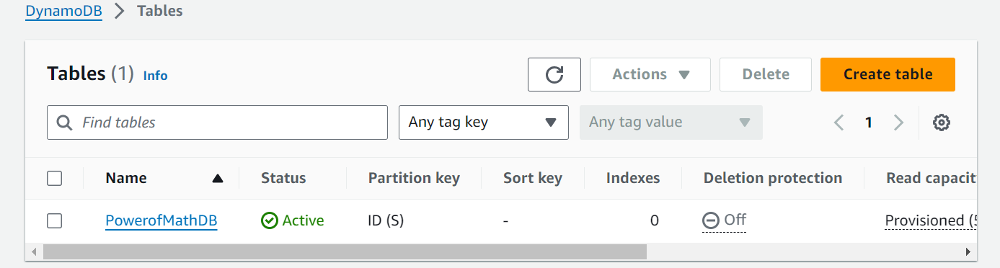 DynamoDB > Tables
Tables (1) Info Actions Delete Create table
Find tables Any tag key Any tag value 1
Name Status Partition key Sort key Indexes Deletion protection Read capacit
PowerofMathDB Active ID (S) - 0 Off Provisioned (5